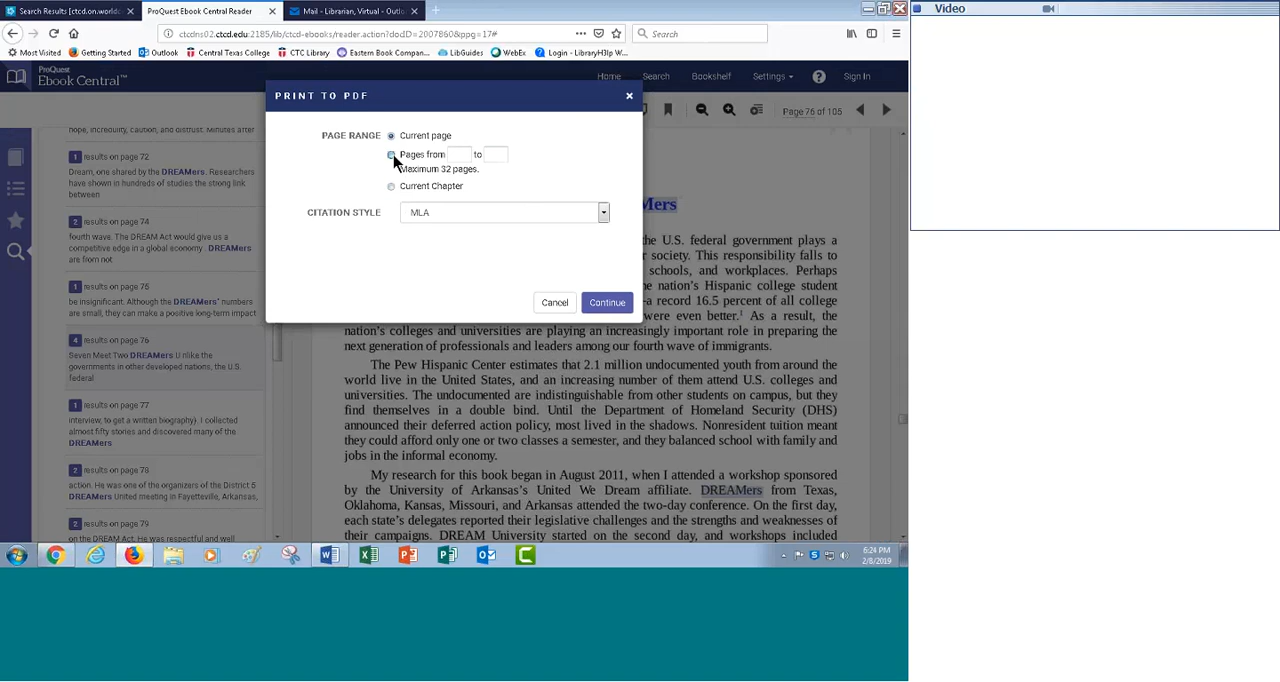 Search Results [ctcd.on.worldc
ProQuest Ebook Central Reader
Mail - Librarian, Virtual - Outlo
Video
ctcdns02.ctcd.edu:2185/lib/ctcd-ebooks/reader.action?docID=2007860&ppg=17#
Search
Most Visited
Getting Started
Outlook
Central Texas College
CTC Library
Eastern Book Compan...
LibGuides
WebEx
Login - LibraryH3lp W...
ProQuest
Ebook Central™
Home
Search
Bookshelf
Settings
Sign In
PRINT TO PDF
Page 76 of 105
PAGE RANGE
Current page
Pages from
to
Maximum 32 pages.
Current Chapter
CITATION STYLE
MLA
Cancel
Continue
hope, incredulity, caution, and distrust. Minutes after
1 results on page 72
Dream, one shared by the DREAMers. Researchers
have shown in hundreds of studies the strong link
between
2 results on page 74
fourth wave. The DREAM Act would give us a
competitive edge in a global economy. DREAMers
are from not
1 results on page 75
be insignificant. Although the DREAMers' numbers
are small, they can make a positive long-term impact
4 results on page 76
Seven Meet Two DREAMers U nlike the
governments in other developed nations, the U.S.
federal
1 results on page 77
interview, to get a written biography). I collected
almost fifty stories and discovered many of the
DREAMers
2 results on page 78
action. He was one of the organizers of the District 5
DREAMers United meeting in Fayetteville, Arkansas,
2 results on page 79
on the DREAM Act. He was respectful and well
Mers
the U.S. federal government plays a
society. This responsibility falls to
schools, and workplaces. Perhaps
he nation's Hispanic college student
a record 16.5 percent of all college
were even better.¹ As a result, the
nation's colleges and universities are playing an increasingly important role in preparing the
next generation of professionals and leaders among our fourth wave of immigrants.
The Pew Hispanic Center estimates that 2.1 million undocumented youth from around the
world live in the United States, and an increasing number of them attend U.S. colleges and
universities. The undocumented are indistinguishable from other students on campus, but they
find themselves in a double bind. Until the Department of Homeland Security (DHS)
announced their deferred action policy, most lived in the shadows. Nonresident tuition meant
they could afford only one or two classes a semester, and they balanced school with family and
jobs in the informal economy.
My research for this book began in August 2011, when I attended a workshop sponsored
by the University of Arkansas's United We Dream affiliate. DREAMers from Texas,
Oklahoma, Kansas, Missouri, and Arkansas attended the two-day conference. On the first day,
each state's delegates reported their legislative challenges and the strengths and weaknesses of
their campaigns. DREAM University started on the second day, and workshops included
6:24 PM
2/8/2019